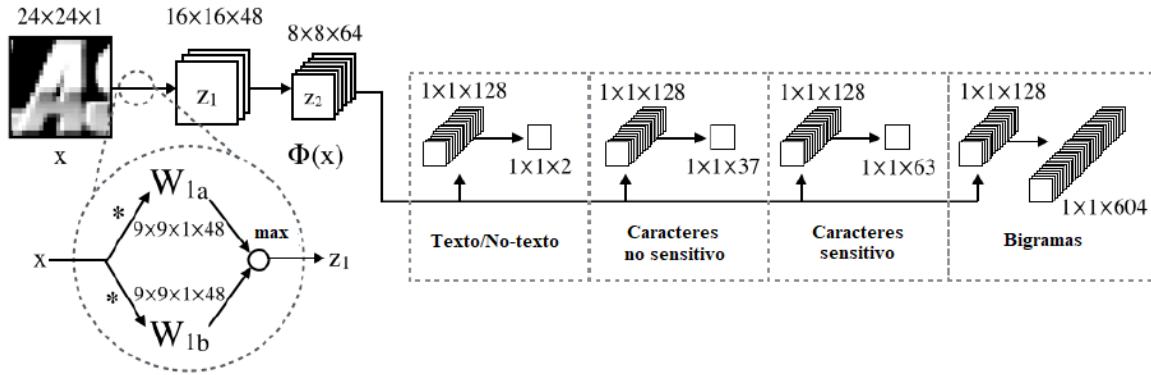 24×24×1
16×16×48
8×8×64
x
z1
z2
Φ(x)
1×1×128
1×1×2
Texto/No-texto
1×1×128
1×1×37
Caracteres
no sensitivo
1×1×128
1×1×63
Caracteres
sensitivo
1×1×128
1×1×604
Bigramas
W1a
*
9×9×1×48
max
x
z1
*
9×9×1×48
W1b